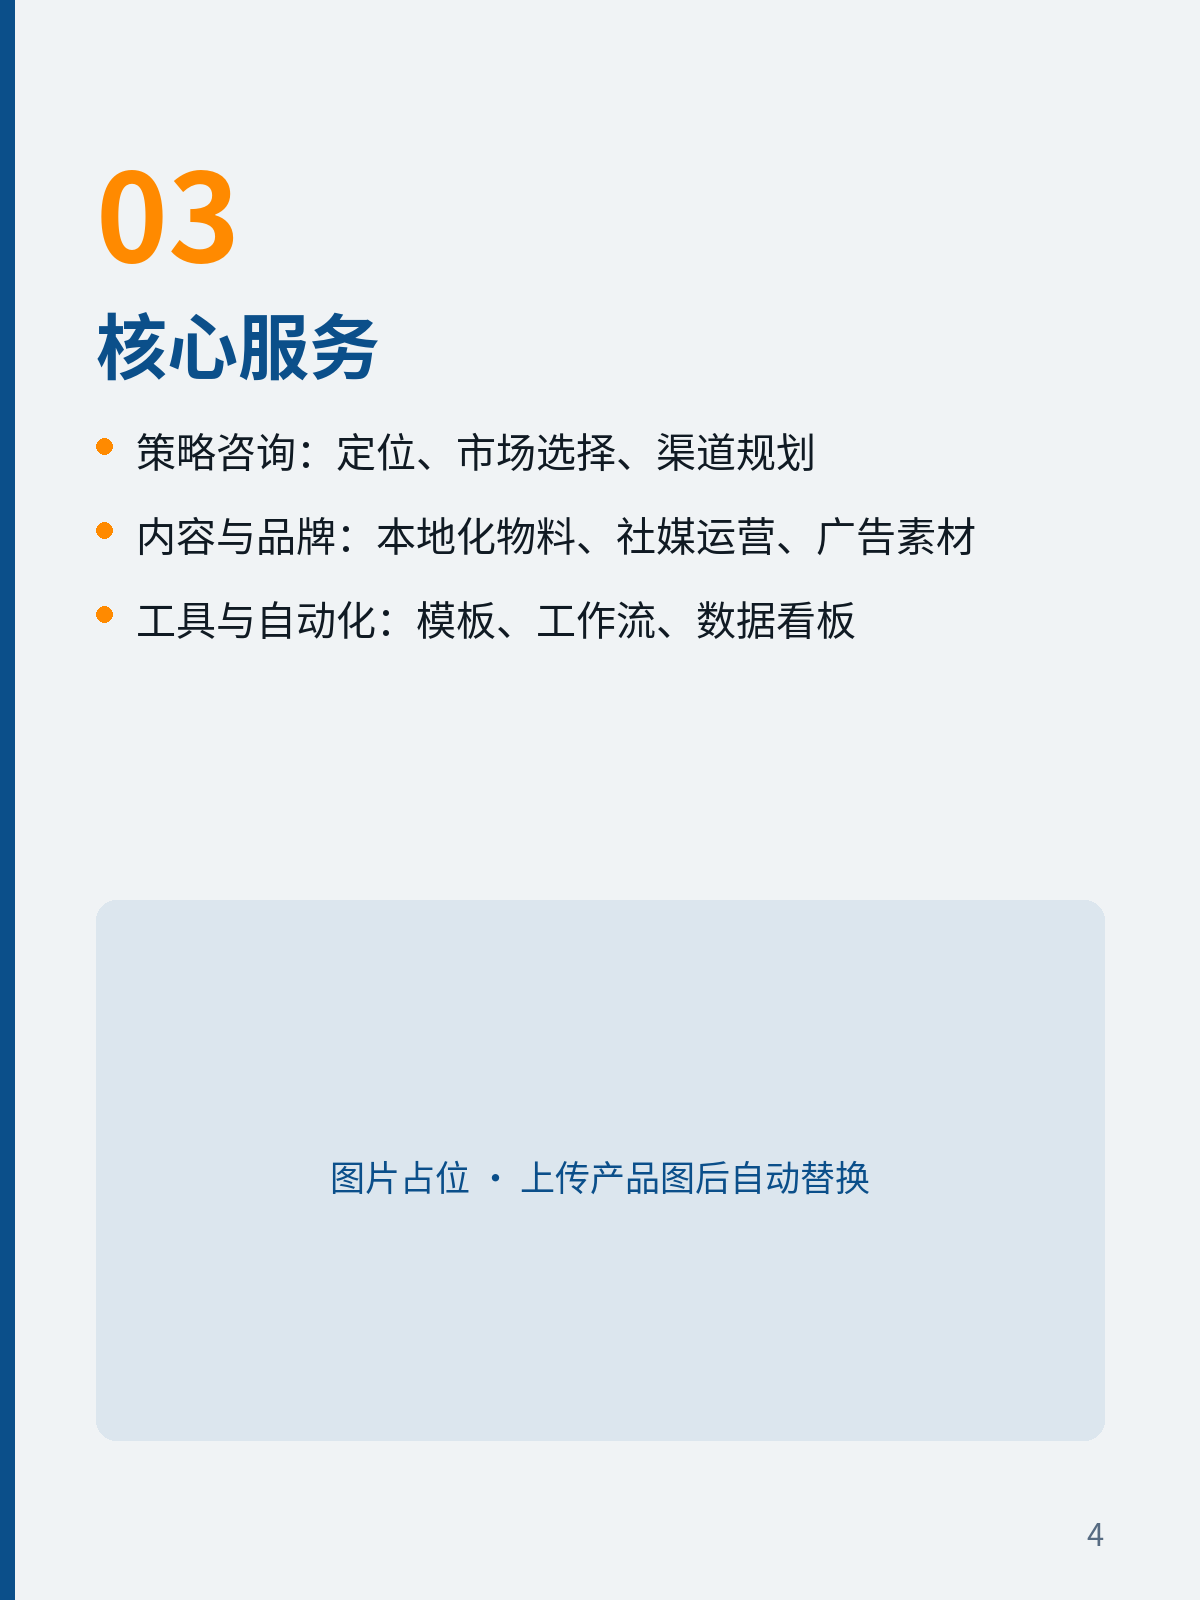 03
核心服务
策略咨询：定位、市场选择、渠道规划
内容与品牌：本地化物料、社媒运营、广告素材
工具与自动化：模板、工作流、数据看板
图片占位 · 上传产品图后自动替换
4